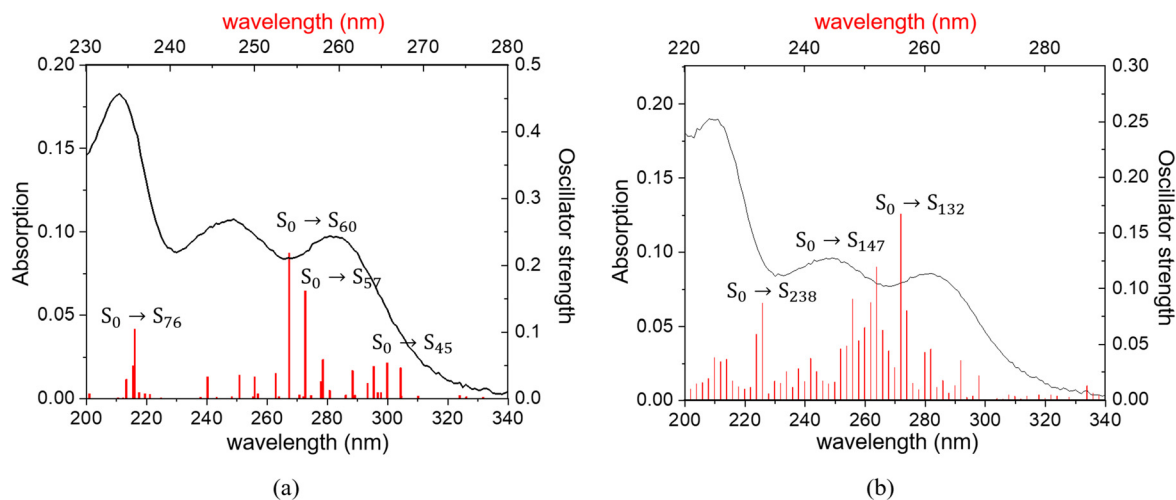 wavelength (nm)
230 240 250 260 270 280
0.20
0.15
0.10
0.05
0.00
Absorption
S₀ → S₆₀
S₀ → S₅₇
S₀ → S₇₆
S₀ → S₄₅
0.5
0.4
0.3
0.2
0.1
0.0
Oscillator strength
200 220 240 260 280 300 320 340
wavelength (nm)
(a)
wavelength (nm)
220 240 260 280
0.20
0.15
0.10
0.05
0.00
Absorption
S₀ → S₁₃₂
S₀ → S₁₄₇
S₀ → S₂₃₈
0.30
0.25
0.20
0.15
0.10
0.05
0.00
Oscillator strength
200 220 240 260 280 300 320 340
wavelength (nm)
(b)